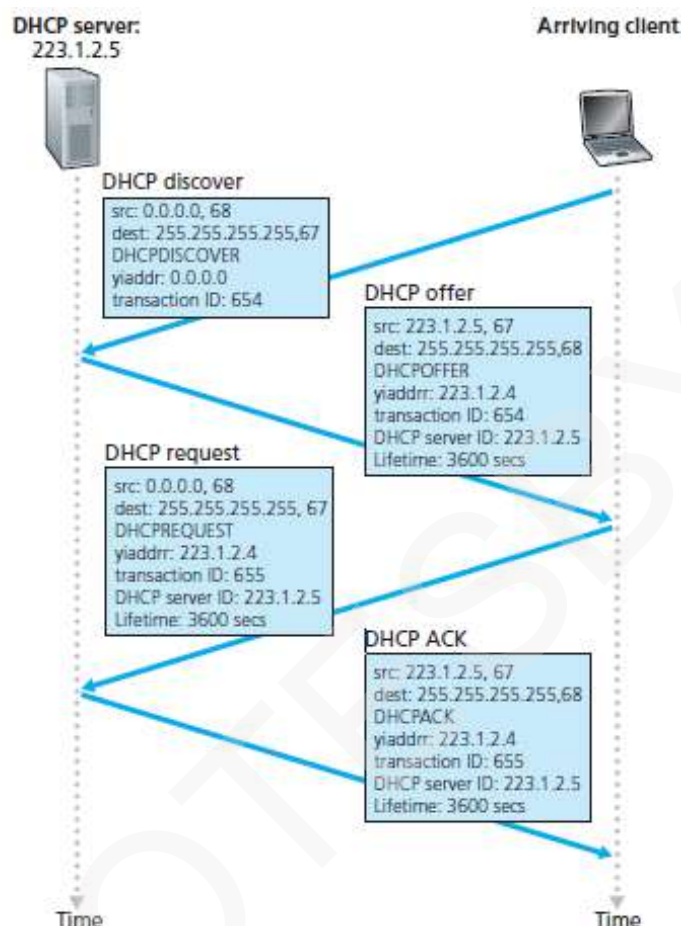 DHCP server:
223.1.2.5
Arriving client
DHCP discover
src: 0.0.0.0, 68
dest: 255.255.255.255,67
DHCPDISCOVER
yiaddr: 0.0.0.0
transaction ID: 654
DHCP offer
src: 223.1.2.5, 67
dest: 255.255.255.255,68
DHCPOFFER
yiaddrr: 223.1.2.4
transaction ID: 654
DHCP server ID: 223.1.2.5
Lifetime: 3600 secs
DHCP request
src: 0.0.0.0, 68
dest: 255.255.255.255, 67
DHCPREQUEST
yiaddrr: 223.1.2.4
transaction ID: 655
DHCP server ID: 223.1.2.5
Lifetime: 3600 secs
DHCP ACK
src: 223.1.2.5, 67
dest: 255.255.255.255,68
DHCPACK
yiaddrr: 223.1.2.4
transaction ID: 655
DHCP server ID: 223.1.2.5
Lifetime: 3600 secs
Time
Time